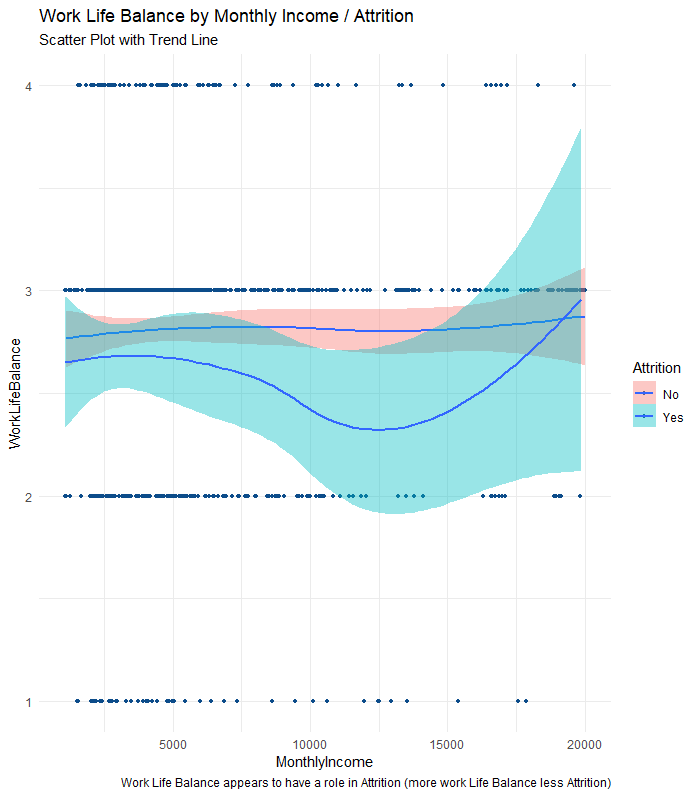 Work Life Balance by Monthly Income / Attrition
Scatter Plot with Trend Line
4
3
2
1
WorkLifeBalance
5000
10000
15000
20000
MonthlyIncome
Attrition
No
Yes
Work Life Balance appears to have a role in Attrition (more work Life Balance less Attrition)